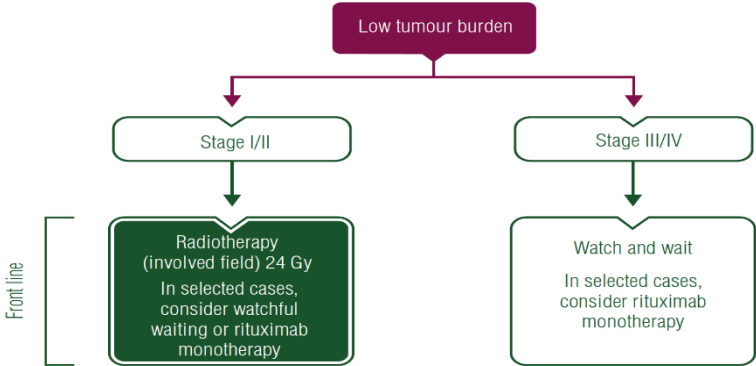 Low tumour burden
Stage I/II
Stage III/IV
Front line
Radiotherapy
(involved field) 24 Gy
In selected cases,
consider watchful
waiting or rituximab
monotherapy
Watch and wait
In selected cases,
consider rituximab
monotherapy